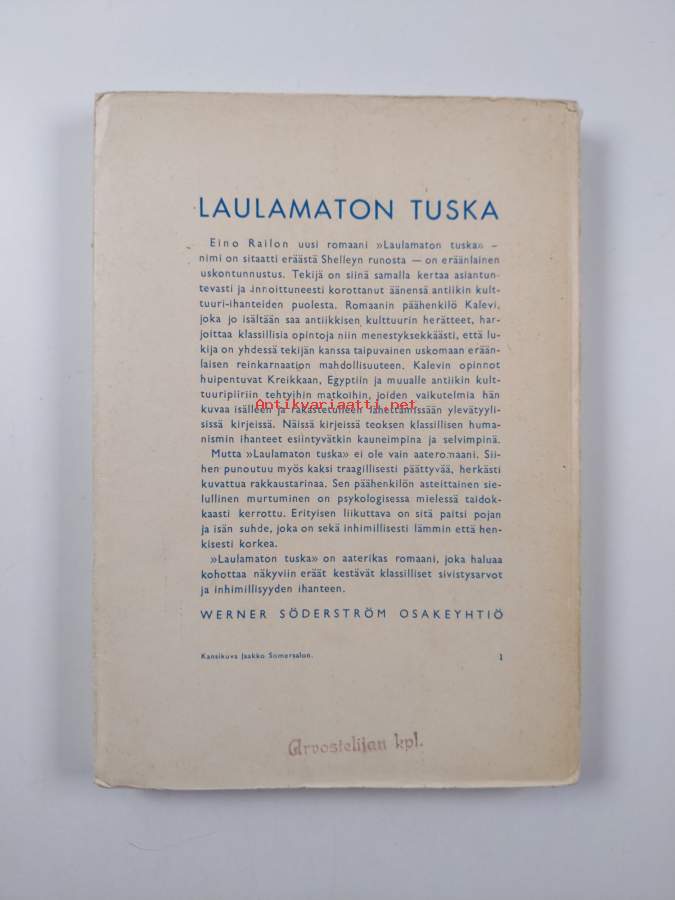 LAULAMATON TUSKA
Eino Railon uusi romaani »Laulamaton tuska» –
nimi on sitaatti eräästä Shelleyn runosta — on eräänlainen
uskontunnustus. Tekijä on siinä samalla kertaa asiantun-
tevasti ja innoittuneesti korottanut äänensä antiikin kult-
tuuri-ihanteiden puolesta. Romaanin päähenkilö Kalevi,
joka jo isältään saa antiikkisen kulttuurin herätteet, har-
joittaa klassillisia opintoja niin menestyksekkäästi, että lu-
kija on yhdessä tekijän kanssa taipuvainen uskomaan erään-
laisen reinkarnaation mahdollisuuteen. Kalevin opinnot
huipentuvat Kreikkaan, Egyptiin ja muualle antiikin kult-
tuuripiiriin tehtyihin matkoihin, joiden vaikutelmia hän
Antikvariaatti.net
kuvaa isälleen ja rakastetulleen lähettämissään ylevätyyli-
sissä kirjeissä. Näissä kirjeissä teoksen klassillisen huma-
nismin ihanteet esiintyvätkin kauneimpina ja selvimpinä.
Mutta »Laulamaton tuska» ei ole vain aateromaani. Sii-
hen punoutuu myös kaksi traagillisesti päättyvää, herkästi
kuvattua rakkaustarinaa. Sen päähenkilön asteittainen sie-
lullinen murtuminen on psykologisessa mielessä taidok-
kaasti kerrottu. Erityisen liikuttava on sitä paitsi pojan
ja isän suhde, joka on sekä inhimillisesti lämmin että hen-
kisesti korkea.
»Laulamaton tuska» on aaterikas romaani, joka haluaa
kohottaa näkyviin eräät kestävät klassilliset sivistysarvot
ja inhimillisyyden ihanteen.
WERNER SÖDERSTRÖM OSAKEYHTIÖ
Kansikuva Jaakko Somersalon. 1
Arvostelijan kpl.